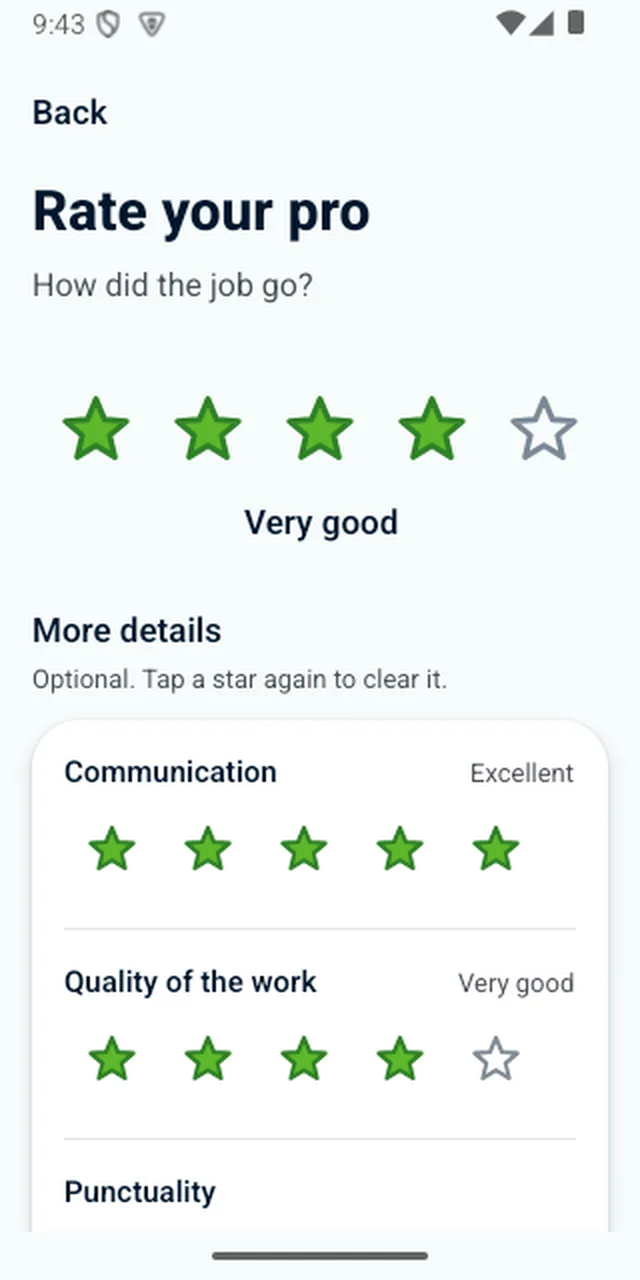 9:43
Back
Rate your pro
How did the job go?
Very good
More details
Optional. Tap a star again to clear it.
Communication
Excellent
Quality of the work
Very good
Punctuality